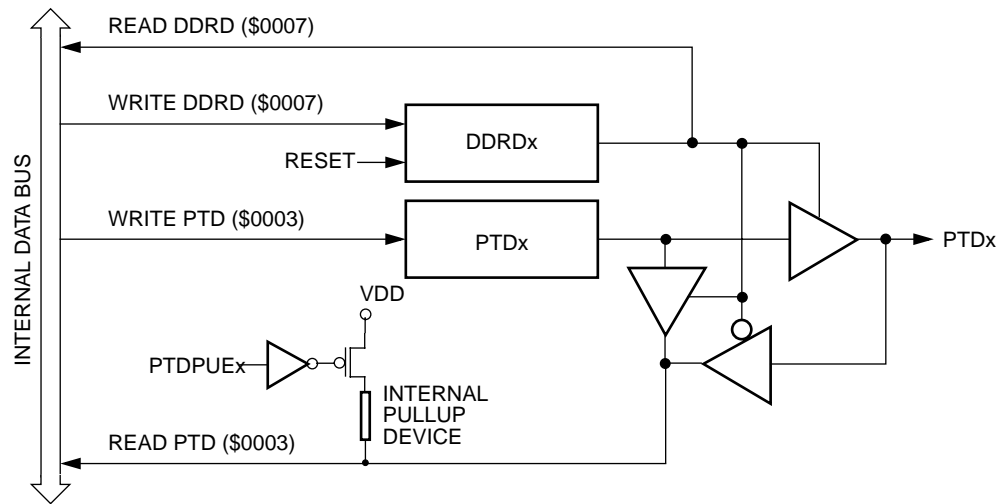 READ DDRD ($0007)
WRITE DDRD ($0007)
DDRDx
RESET
WRITE PTD ($0003)
PTDx
PTDx
INTERNAL DATA BUS
VDD
PTDPUEx
INTERNAL
PULLUP
DEVICE
READ PTD ($0003)